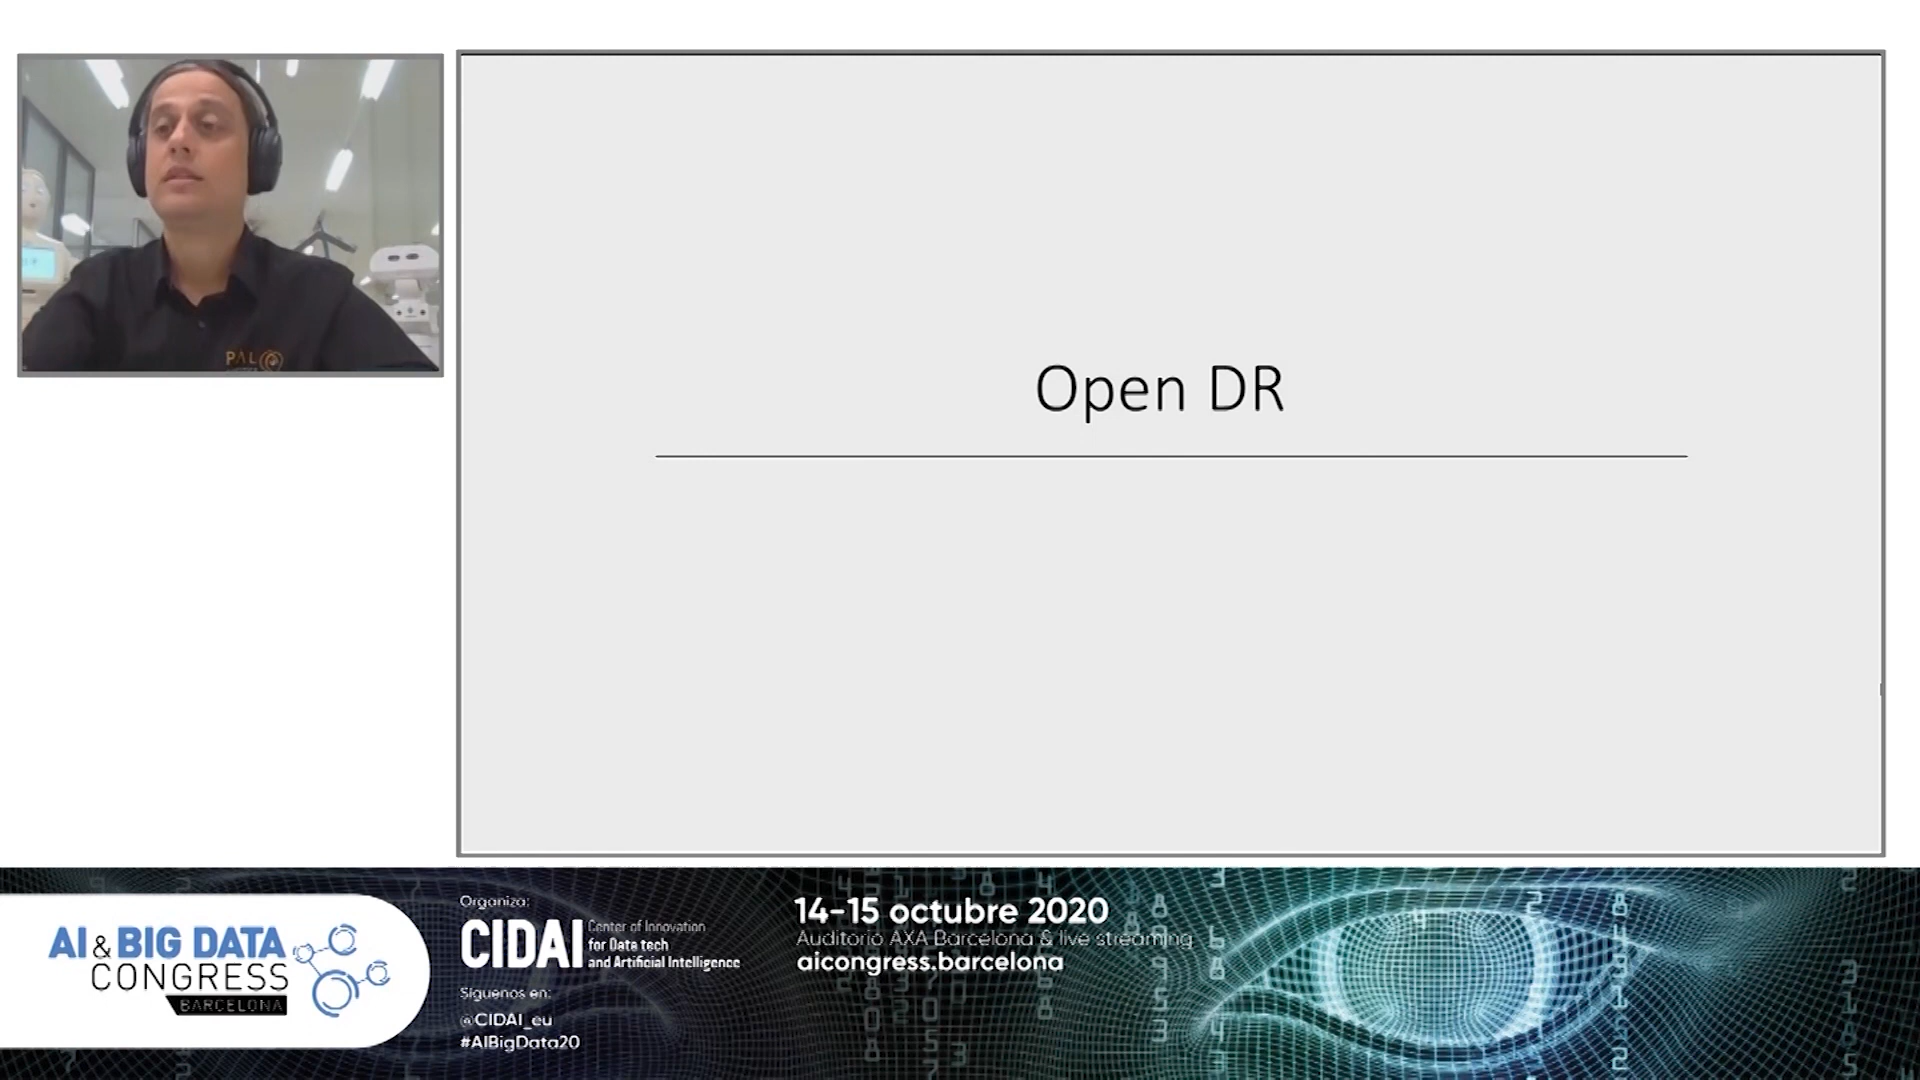 PAL
Open DR
AI & BIG DATA
CONGRESS
BARCELONA
Organiza:
CIDAI
Center of Innovation
for Data tech
and Artificial Intelligence
Síguenos en:
@CIDAI_eu
#AIBigData20
14-15 octubre 2020
Auditorio AXA Barcelona & live streaming
aicongress.barcelona